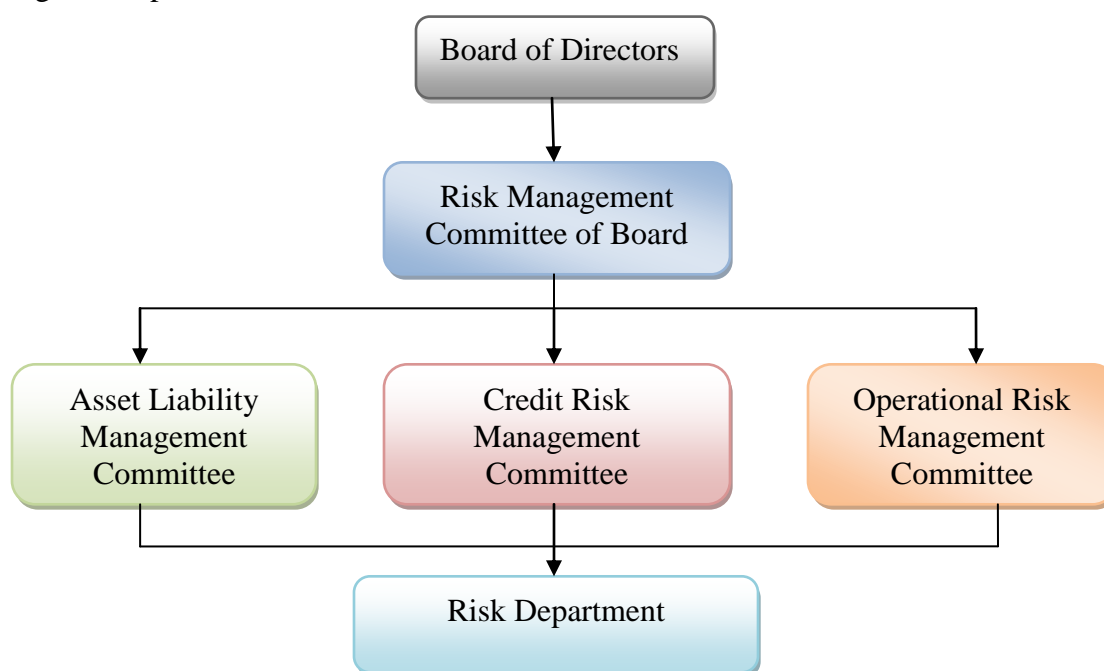 Board of Directors
Risk Management
Committee of Board
Asset Liability
Management
Committee
Credit Risk
Management
Committee
Operational Risk
Management
Committee
Risk Department